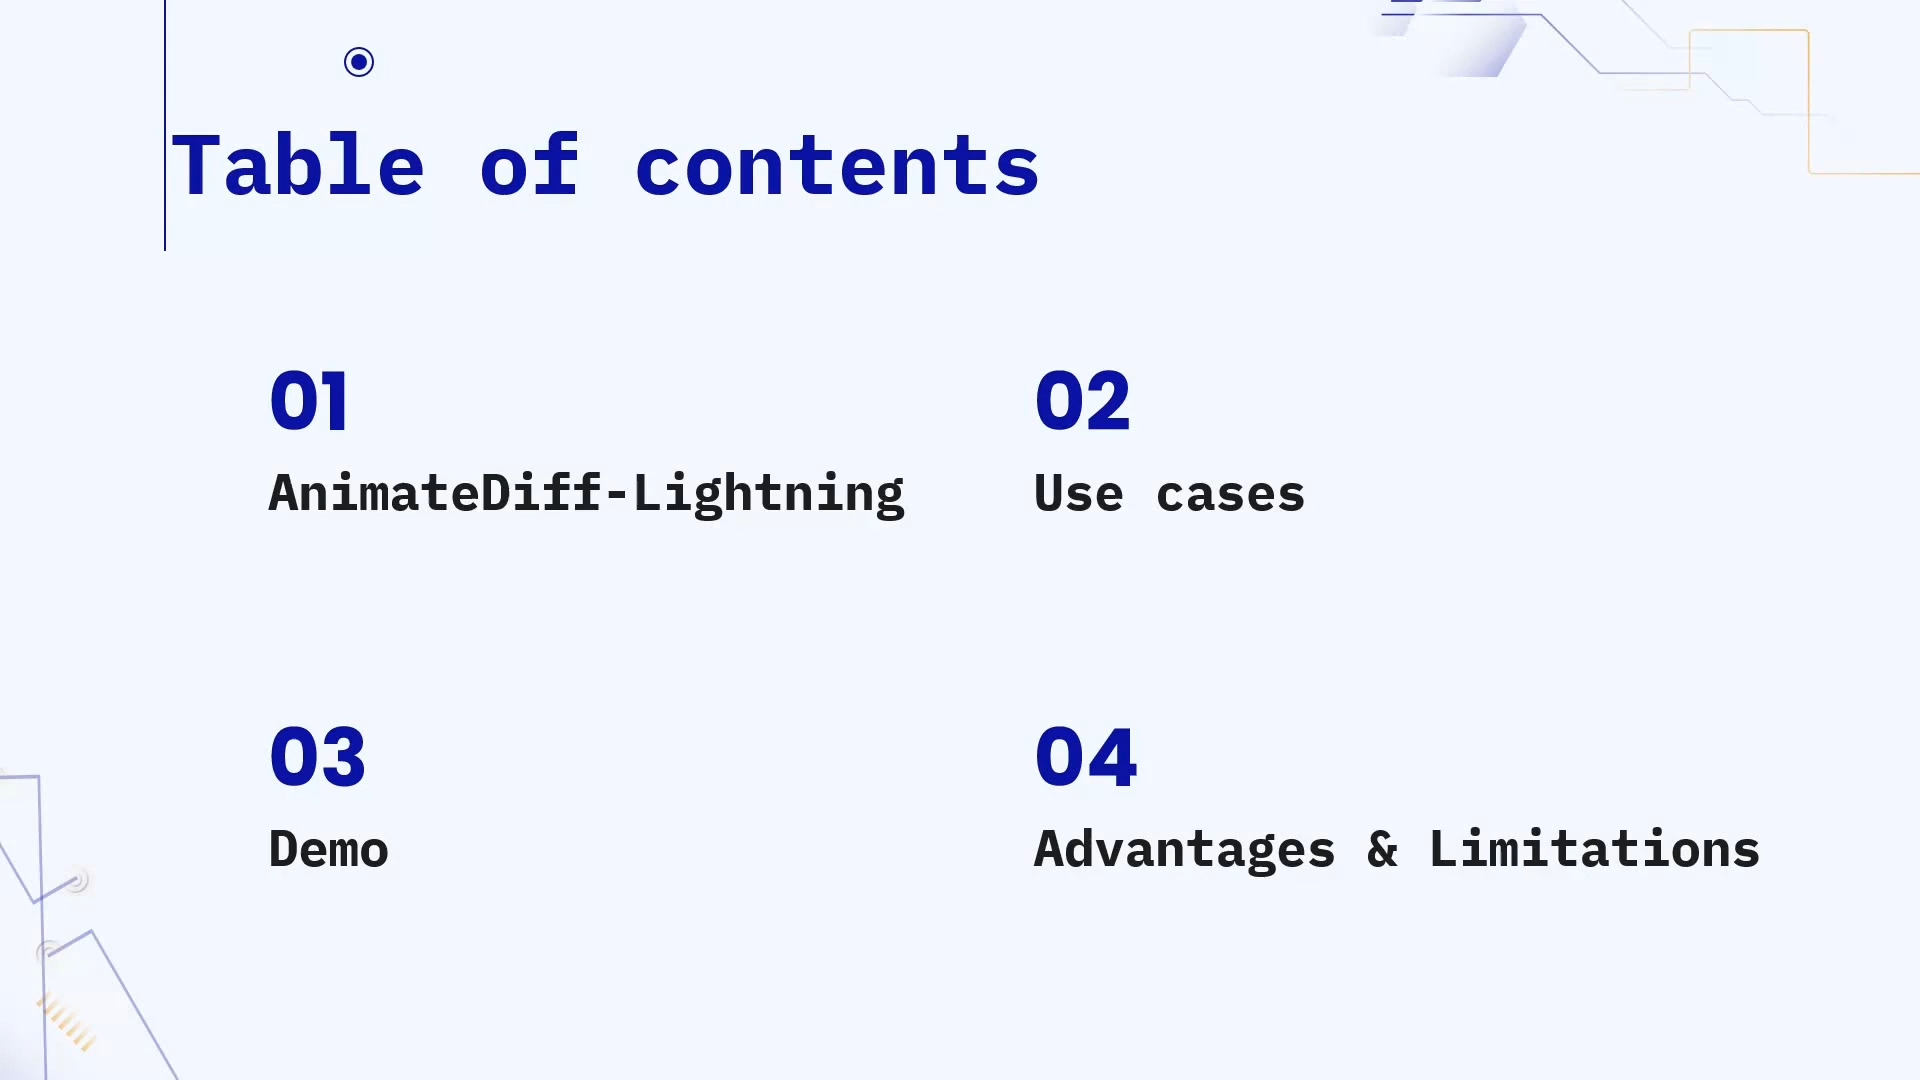 Table of contents
01
AnimateDiff-Lightning
02
Use cases
03
Demo
04
Advantages & Limitations